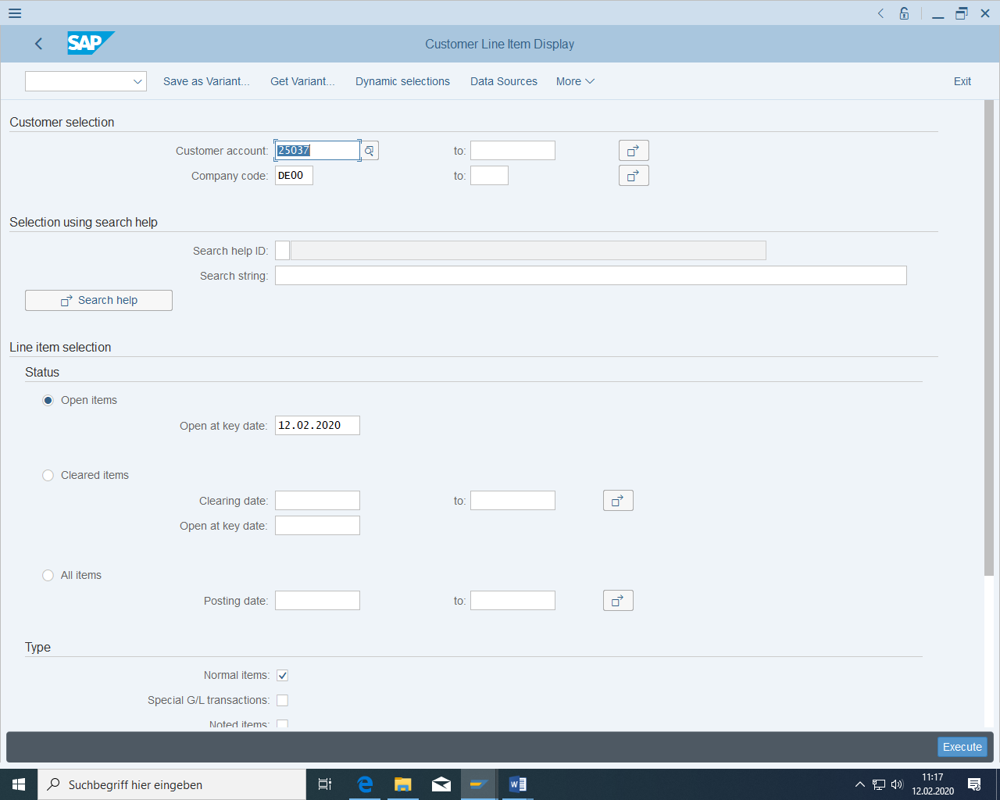 SAP
Customer Line Item Display
Save as Variant... Get Variant... Dynamic selections Data Sources More Exit
Customer selection
Customer account: 25037 to:
Company code: DE00 to:
Selection using search help
Search help ID:
Search string:
Search help
Line item selection
Status
Open items
Open at key date: 12.02.2020
Cleared items
Clearing date: to:
Open at key date:
All items
Posting date: to:
Type
Normal items:
Special G/L transactions:
Noted items:
Execute
Suchbegriff hier eingeben
11:17
12.02.2020